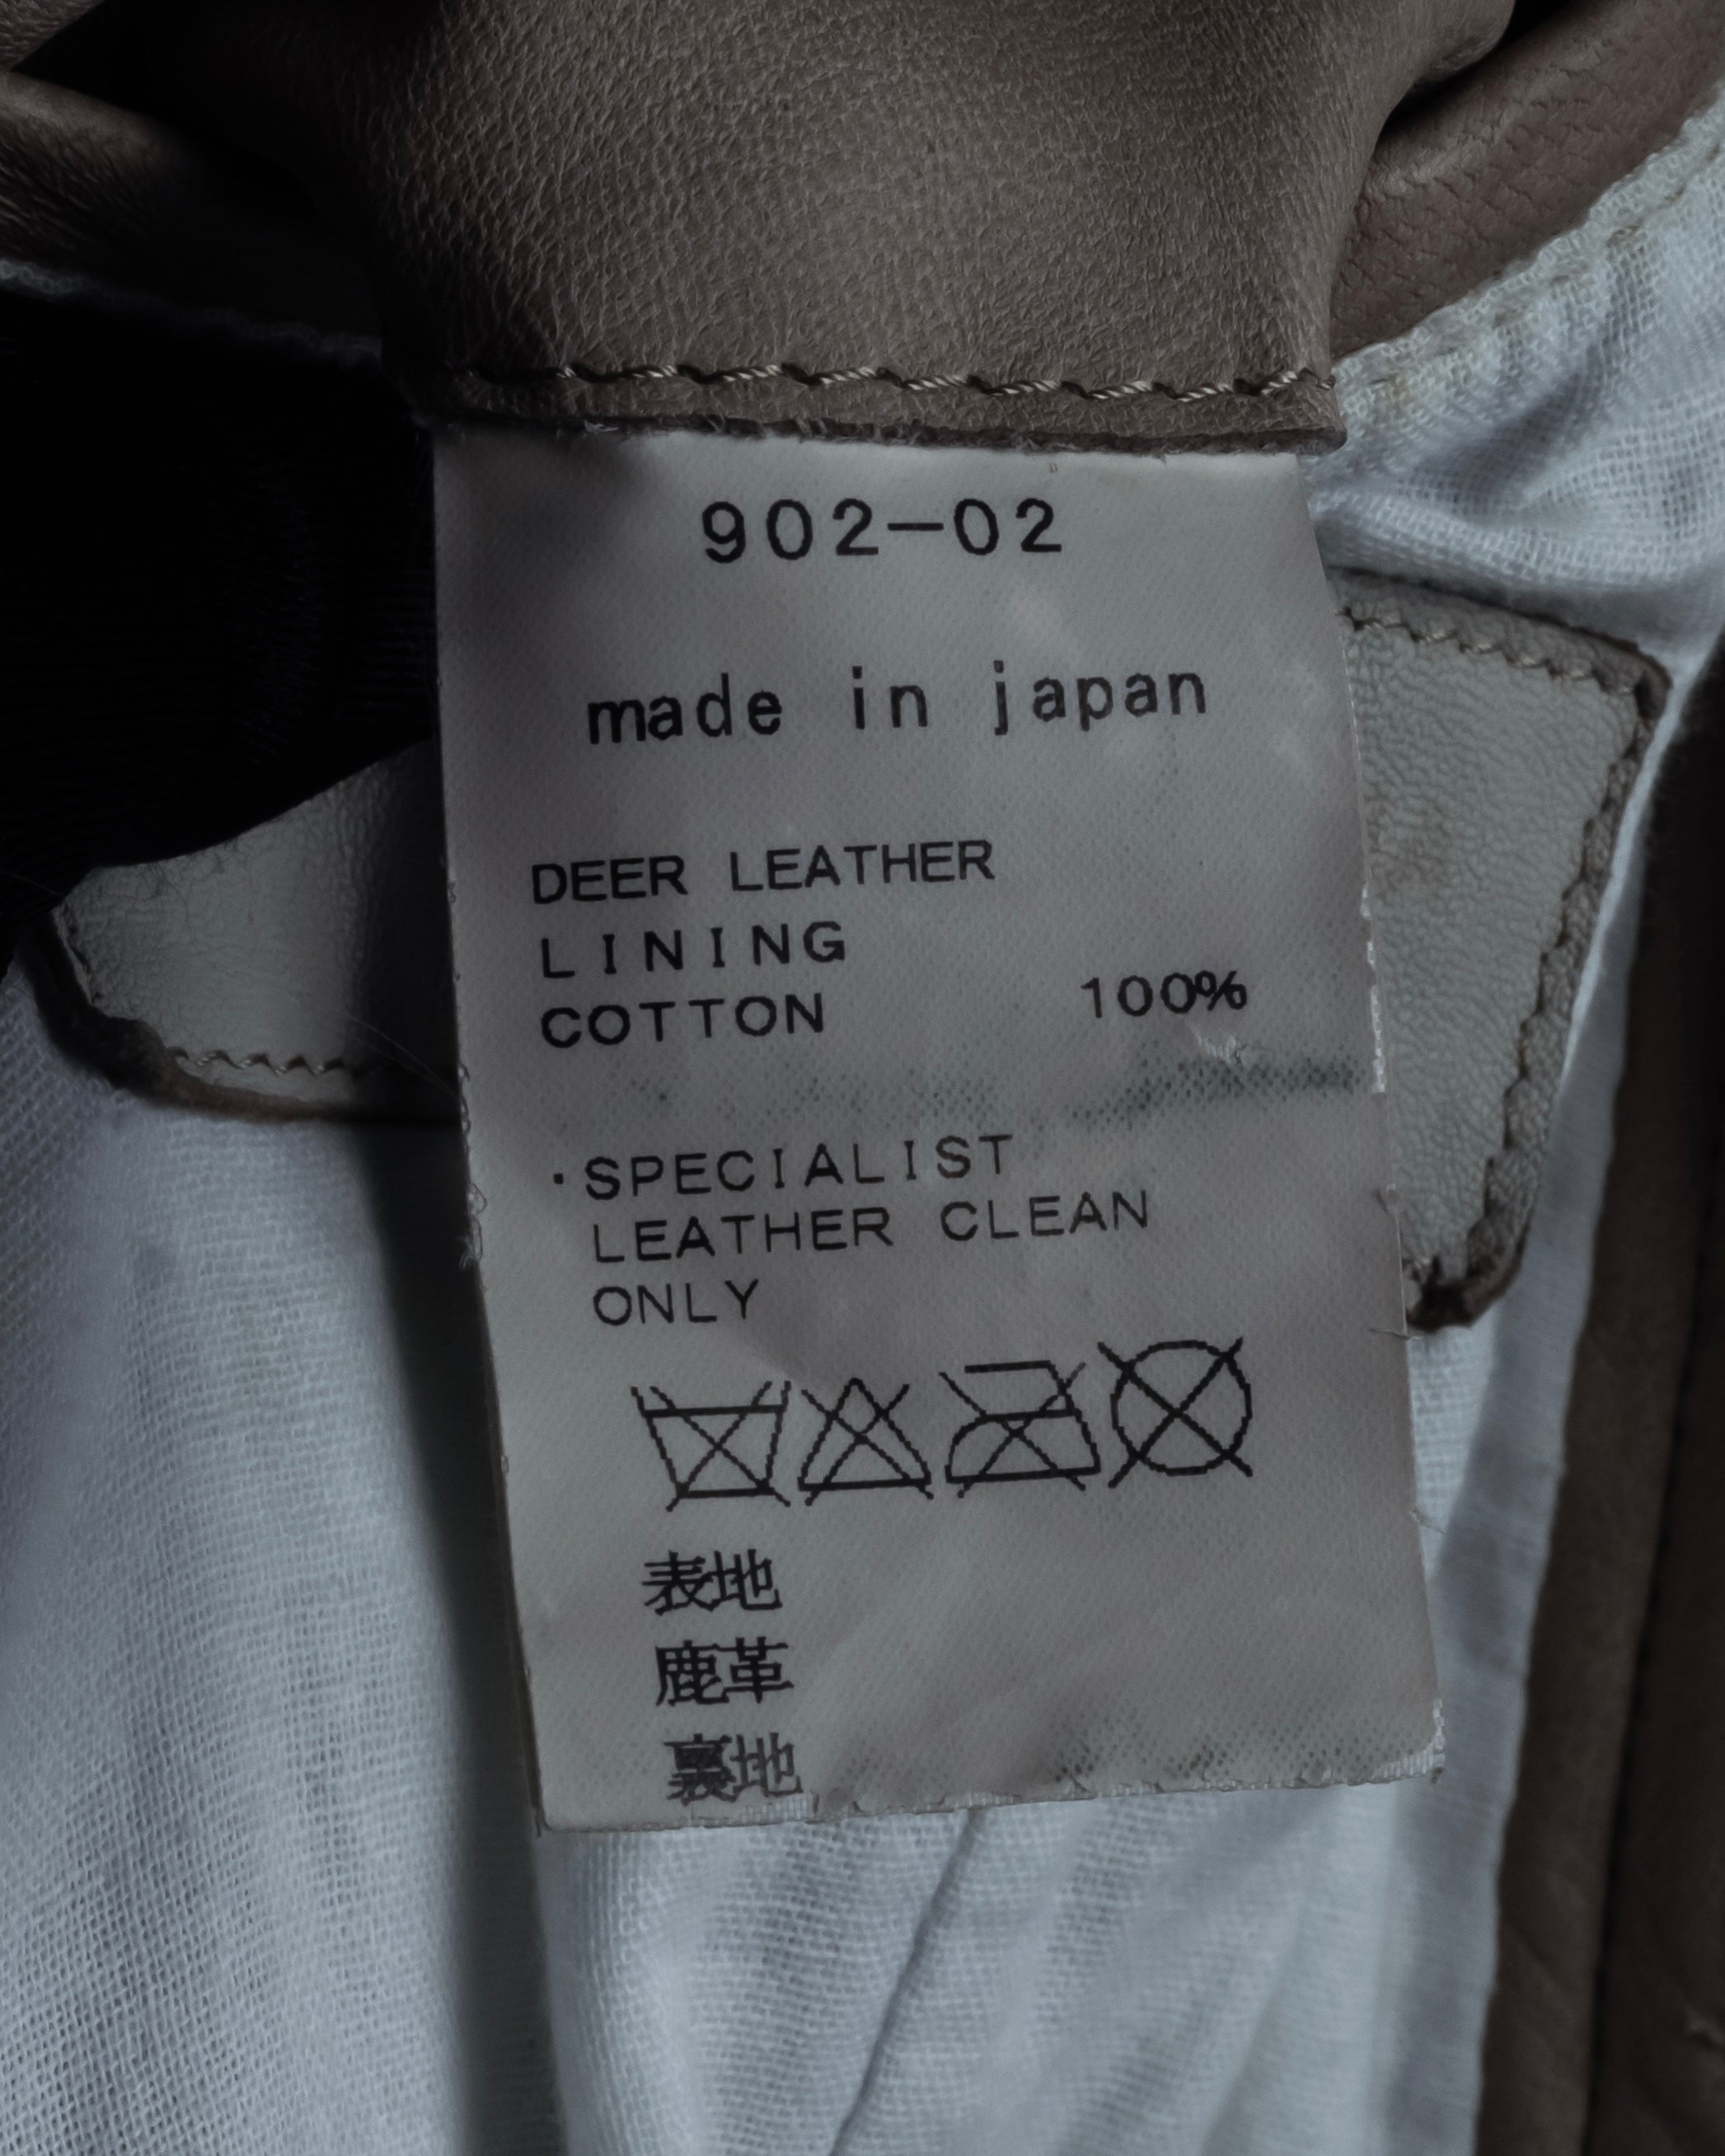 902-02
made in japan
DEER LEATHER
LINING
COTTON 100%
·SPECIALIST
LEATHER CLEAN
ONLY
表地
鹿革
裏地